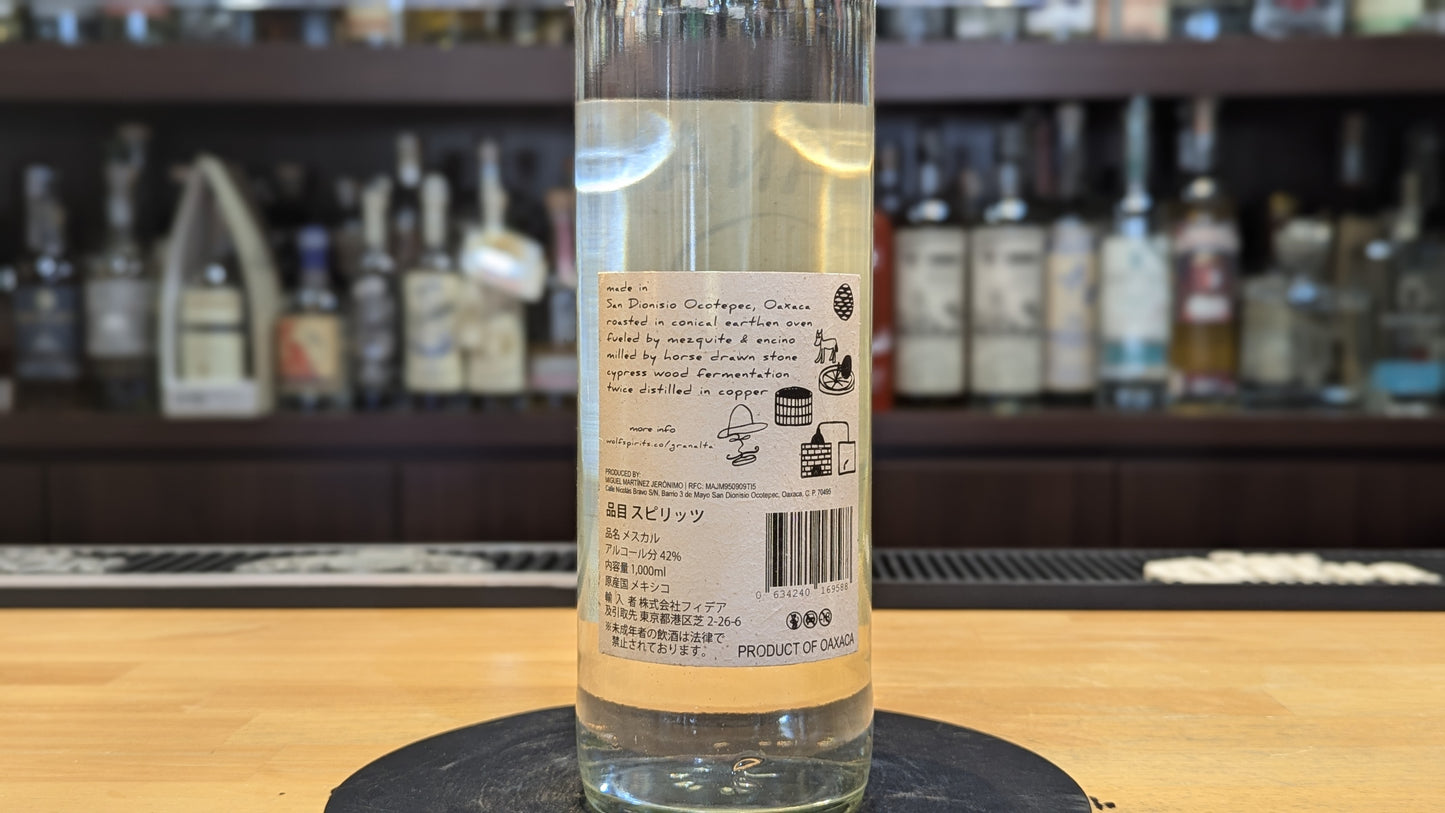 made in
San Dionisio Ocotepec, Oaxaca
roasted in conical earthen oven
fueled by mezquite & encino
milled by horse drawn stone
cypress wood fermentation
twice distilled in copper
more info
wolfspirits.co/granalta
PRODUCED BY:
MIGUEL MARTÍNEZ JERÓNIMO | RFC: MAJM950909TI5
Calle Nicolás Bravo S/N, Barrio 3 de Mayo San Dionisio Ocotepec, Oaxaca, C. P. 70495
品目 スピリッツ
品名 メスカル
アルコール分 42%
内容量 1,000ml
原産国 メキシコ
輸入者 株式会社フィデア
及引取先 東京都港区芝 2-26-6
※未成年者の飲酒は法律で
禁止されております。
0 634240 169588
PRODUCT OF OAXACA